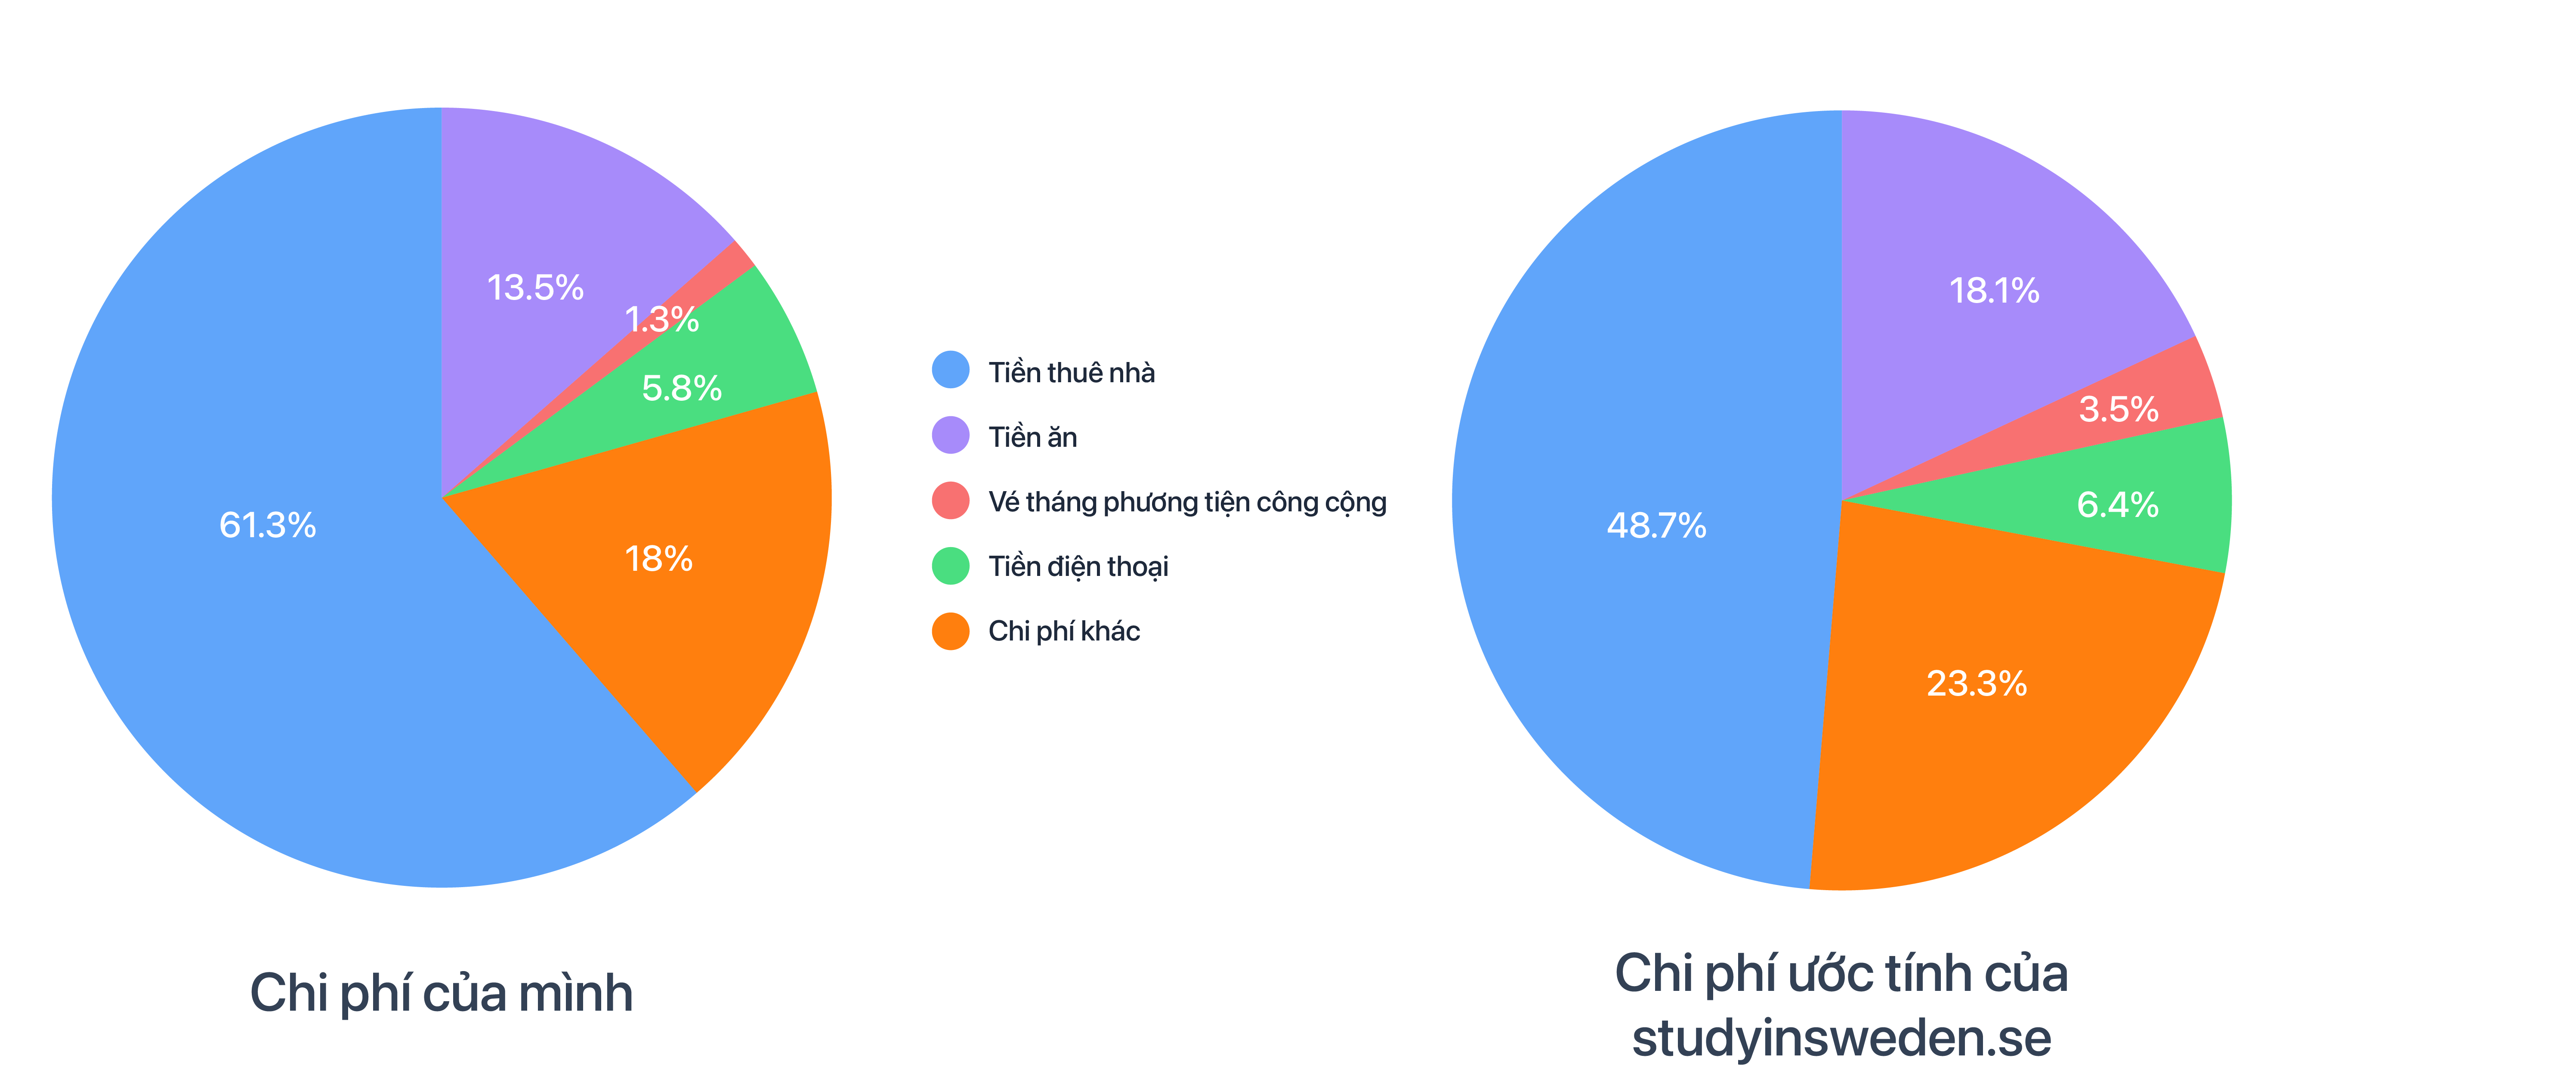 13.5%
1.3%
5.8%
61.3%
18%
Chi phí của mình
Tiền thuê nhà
Tiền ăn
Vé tháng phương tiện công cộng
Tiền điện thoại
Chi phí khác
18.1%
3.5%
6.4%
48.7%
23.3%
Chi phí ước tính của
studyinsweden.se